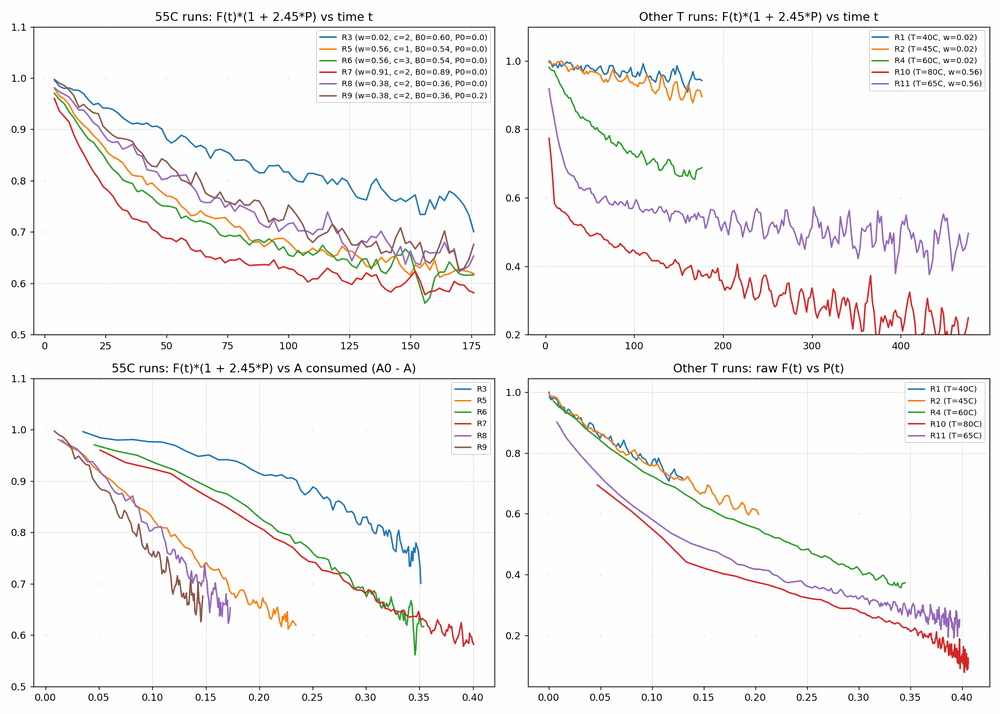 55C runs: F(t)*(1 + 2.45*P) vs time t
1.1
1.0
0.9
0.8
0.7
0.6
0.5
0
25
50
75
100
125
150
175
R3 (w=0.02, c=2, B0=0.60, P0=0.0)
R5 (w=0.56, c=1, B0=0.54, P0=0.0)
R6 (w=0.56, c=3, B0=0.54, P0=0.0)
R7 (w=0.91, c=2, B0=0.89, P0=0.0)
R8 (w=0.38, c=2, B0=0.36, P0=0.0)
R9 (w=0.38, c=2, B0=0.36, P0=0.2)
Other T runs: F(t)*(1 + 2.45*P) vs time t
1.0
0.8
0.6
0.4
0.2
0
100
200
300
400
R1 (T=40C, w=0.02)
R2 (T=45C, w=0.02)
R4 (T=60C, w=0.02)
R10 (T=80C, w=0.56)
R11 (T=65C, w=0.56)
55C runs: F(t)*(1 + 2.45*P) vs A consumed (A0 - A)
1.1
1.0
0.9
0.8
0.7
0.6
0.5
0.00
0.05
0.10
0.15
0.20
0.25
0.30
0.35
0.40
R3
R5
R6
R7
R8
R9
Other T runs: raw F(t) vs P(t)
1.0
0.8
0.6
0.4
0.2
0.00
0.05
0.10
0.15
0.20
0.25
0.30
0.35
0.40
R1 (T=40C)
R2 (T=45C)
R4 (T=60C)
R10 (T=80C)
R11 (T=65C)